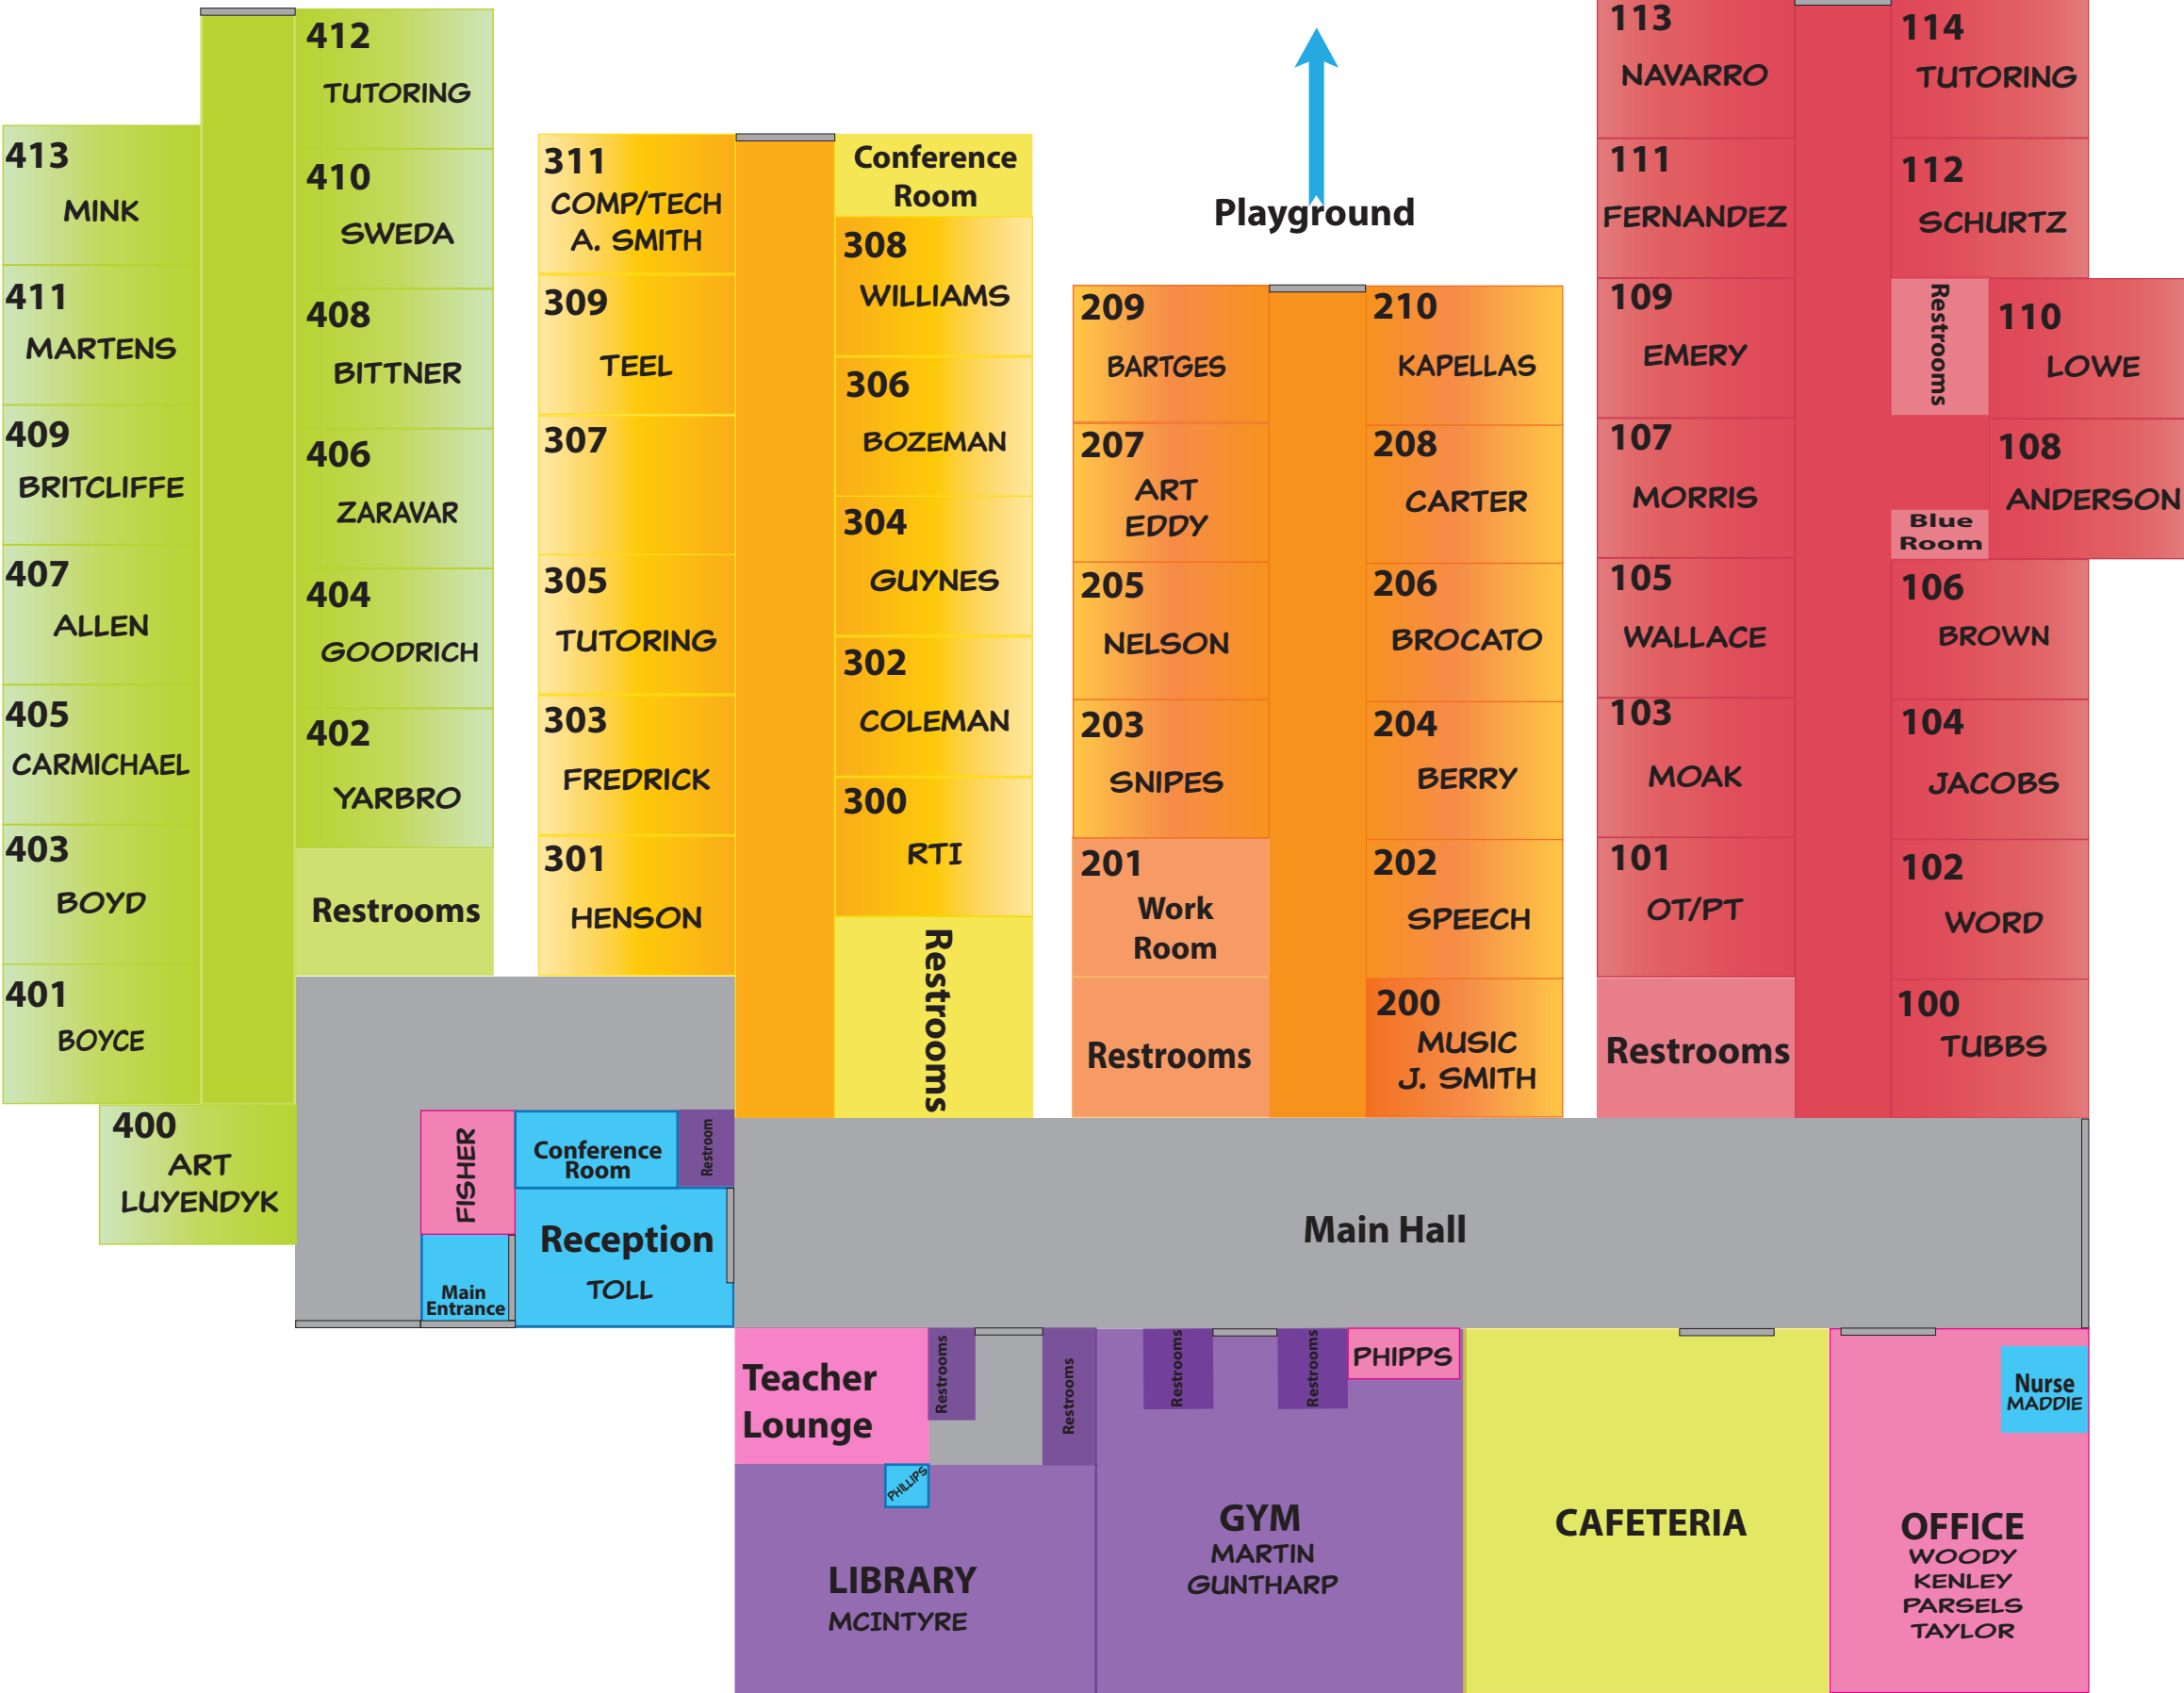 412
TUTORING
413
MINK
410
SWEDA
411
MARTENS
408
BITTNER
409
BRITCLIFFE
406
ZARAVAR
407
ALLEN
404
GOODRICH
405
CARMICHAEL
402
YARBRO
403
BOYD
Restrooms
401
BOYCE
400
ART
LUYENDYK
311
COMP/TECH
A. SMITH
Conference
Room
309
TEEL
308
WILLIAMS
307
306
BOZEMAN
305
TUTORING
304
GUYNES
303
FREDRICK
302
COLEMAN
301
HENSON
300
RTI
Restrooms
Playground
209
BARTGES
210
KAPELLAS
207
ART
EDDY
208
CARTER
205
NELSON
206
BROCATO
203
SNIPES
204
BERRY
201
Work
Room
202
SPEECH
Restrooms
200
MUSIC
J. SMITH
113
NAVARRO
114
TUTORING
111
FERNANDEZ
112
SCHURTZ
109
EMERY
Restrooms
110
LOWE
107
MORRIS
108
ANDERSON
Blue
Room
105
WALLACE
106
BROWN
103
MOAK
104
JACOBS
101
OT/PT
102
WORD
Restrooms
100
TUBBS
FISHER
Conference
Room
Restroom
Reception
TOLL
Main
Entrance
Main Hall
Teacher
Lounge
Restrooms
Restrooms
Restrooms
Restrooms
PHIPPS
Nurse
MADDIE
PHILLIPS
LIBRARY
MCINTYRE
GYM
MARTIN
GUNTHARP
CAFETERIA
OFFICE
WOODY
KENLEY
PARSELS
TAYLOR